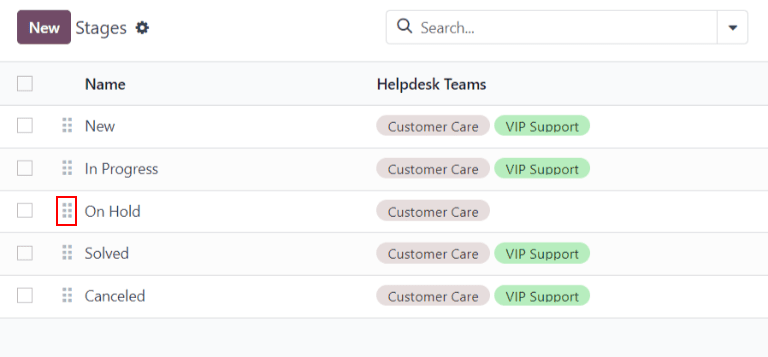 New Stages Search...
Name Helpdesk Teams
New Customer Care VIP Support
In Progress Customer Care VIP Support
On Hold Customer Care
Solved Customer Care VIP Support
Canceled Customer Care VIP Support